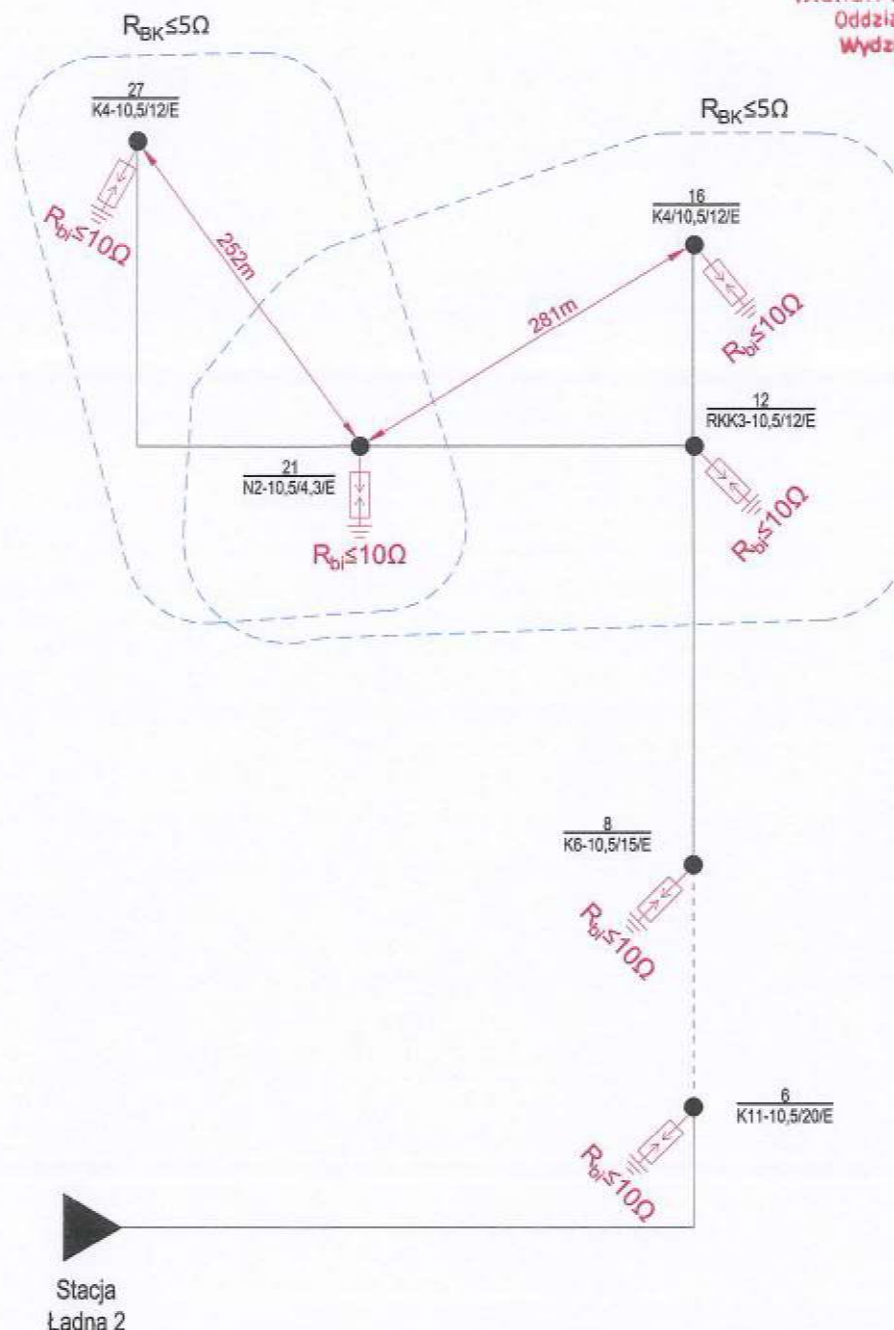 Oddzia
Wydz
R_BK≤5Ω
27
K4-10,5/12/E
R_bi≤10Ω
252m
R_BK≤5Ω
16
K4/10,5/12/E
R_bi≤10Ω
281m
12
RKK3-10,5/12/E
R_bi≤10Ω
21
N2-10,5/4,3/E
R_bi≤10Ω
8
K6-10,5/15/E
R_bi≤10Ω
6
K11-10,5/20/E
R_bi≤10Ω
Stacja
Ładna 2